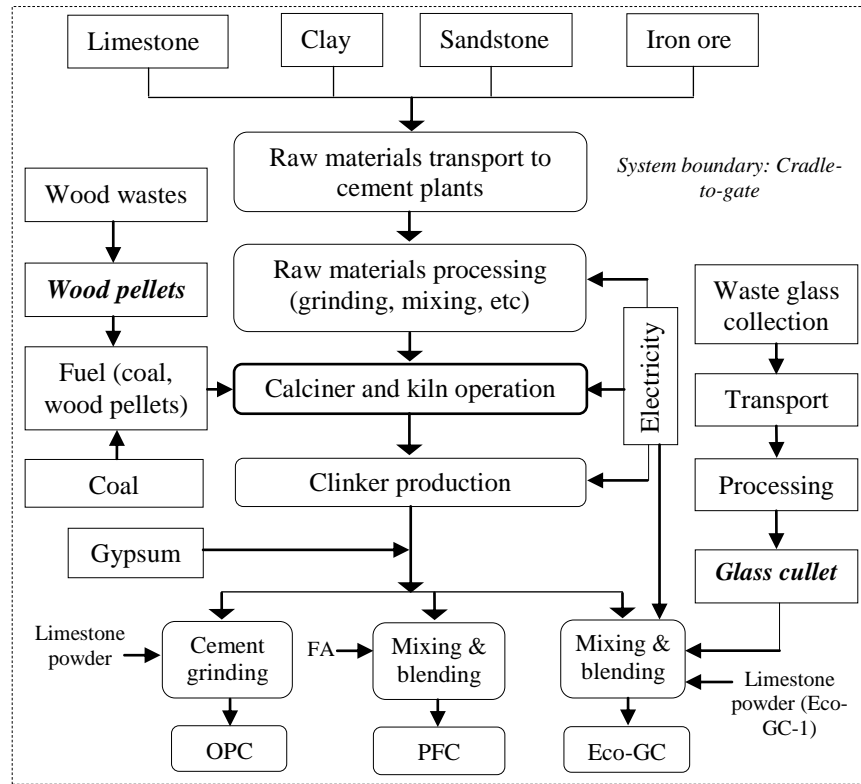 Limestone
Clay
Sandstone
Iron ore
Raw materials transport to
cement plants
System boundary: Cradle-
to-gate
Wood wastes
Wood pellets
Raw materials processing
(grinding, mixing, etc)
Waste glass
collection
Fuel (coal,
wood pellets)
Calciner and kiln operation
Electricity
Transport
Coal
Clinker production
Processing
Gypsum
Glass cullet
Limestone
powder
Cement
grinding
FA
Mixing &
blending
Mixing &
blending
Limestone
powder (Eco-
GC-1)
OPC
PFC
Eco-GC